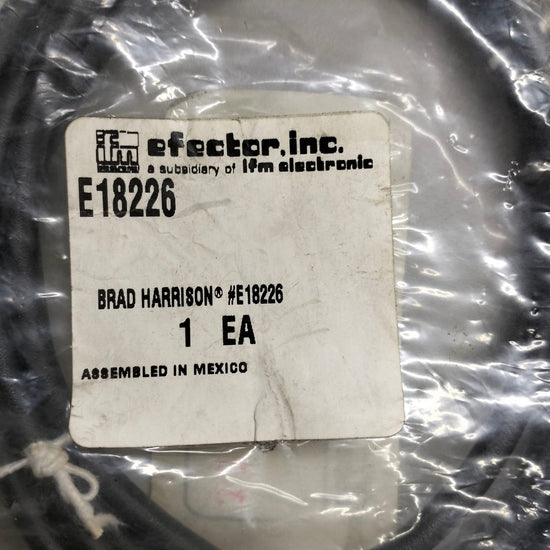 ifm efector, inc.
a subsidiary of ifm electronic
E18226
BRAD HARRISON® #E18226
1 EA
ASSEMBLED IN MEXICO